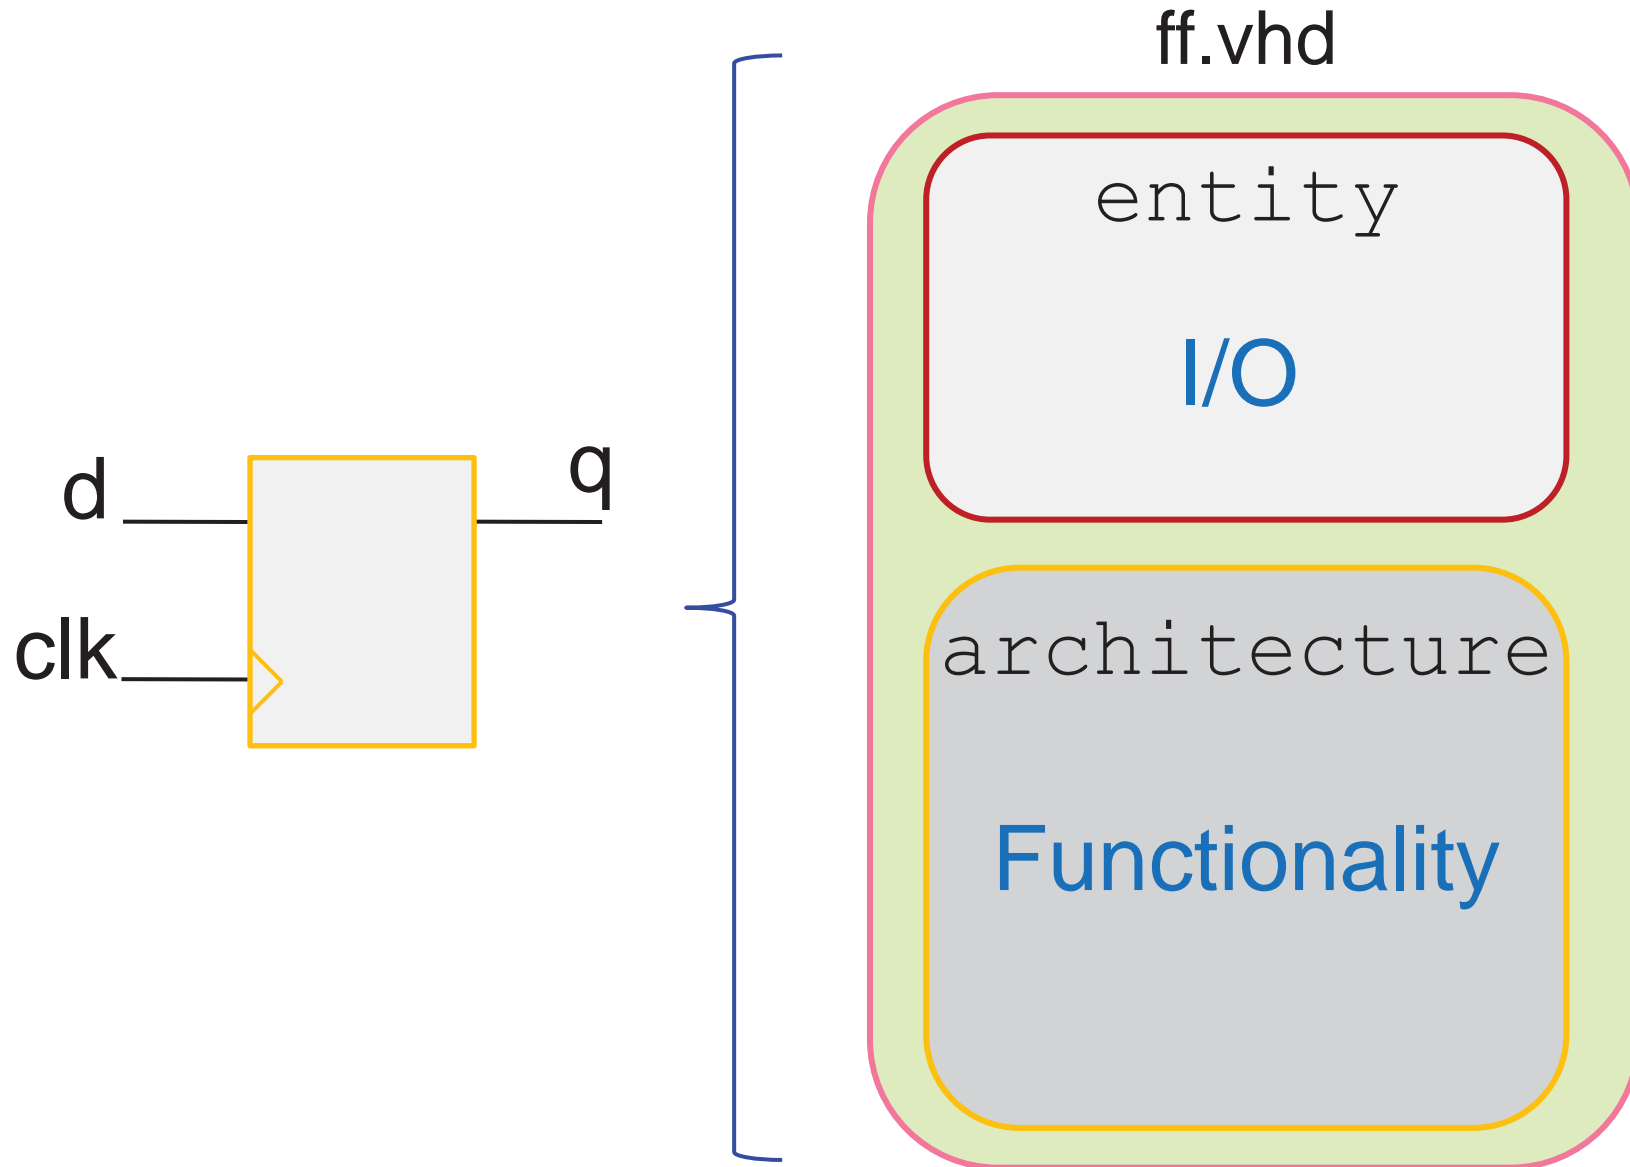 d
clk
q
ff.vhd
entity
I/O
architecture
Functionality